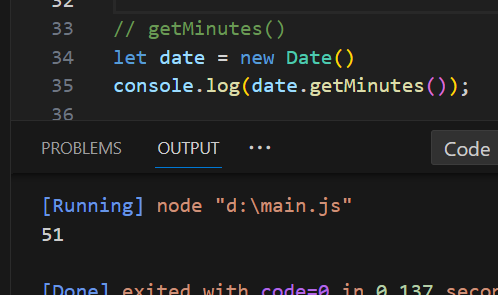 32
33 // getMinutes()
34 let date = new Date()
35 console.log(date.getMinutes());
36
PROBLEMS OUTPUT ··· Code
[Running] node "d:\main.js"
51
[Done] exited with code=0 in 0.137